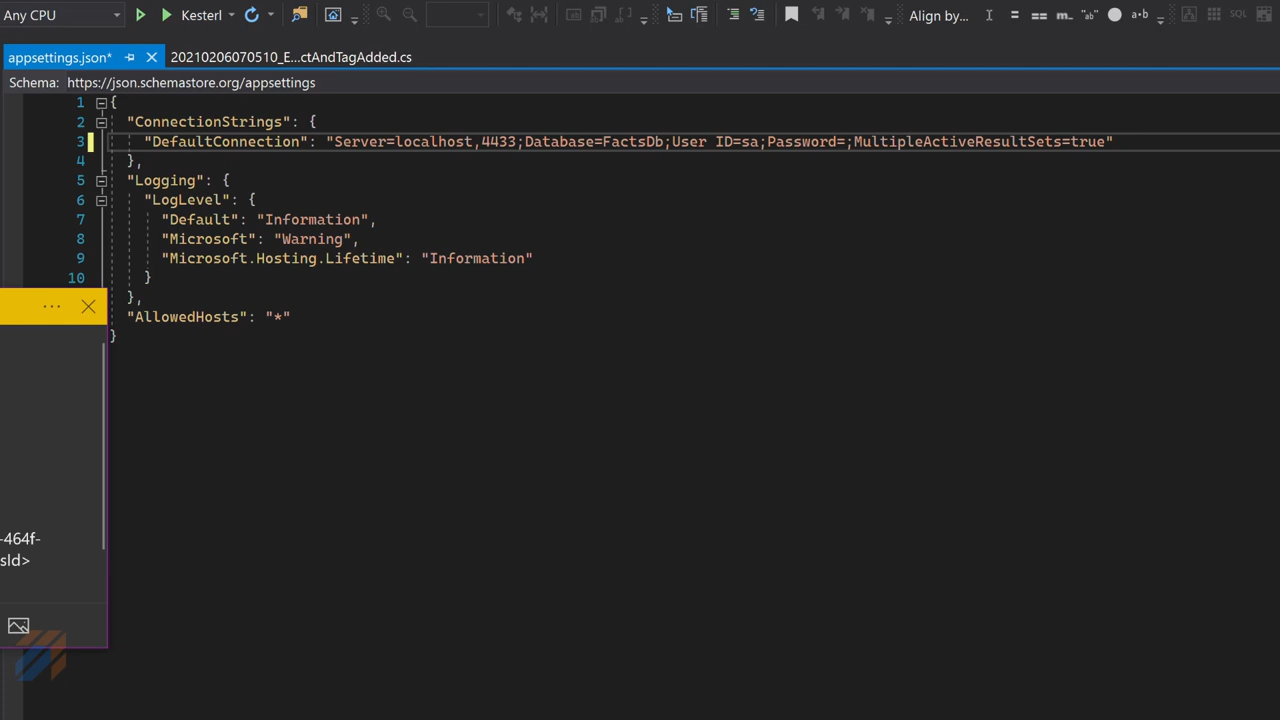 Any CPU
Kesterl
Align by...
SQL
appsettings.json*
20210206070510_E...ctAndTagAdded.cs
Schema: https://json.schemastore.org/appsettings
1 {
2 "ConnectionStrings": {
3 "DefaultConnection": "Server=localhost,4433;Database=FactsDb;User ID=sa;Password=;MultipleActiveResultSets=true"
4 },
5 "Logging": {
6 "LogLevel": {
7 "Default": "Information",
8 "Microsoft": "Warning",
9 "Microsoft.Hosting.Lifetime": "Information"
10 }
},
"AllowedHosts": "*"
}
-464f-
sId>